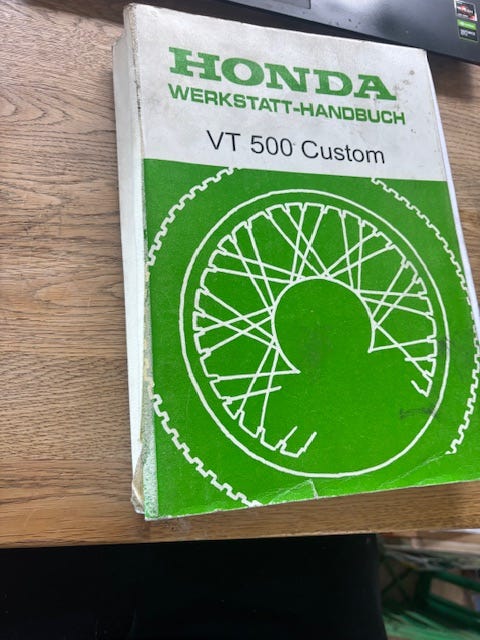 HONDA
WERKSTATT-HANDBUCH
VT 500 Custom